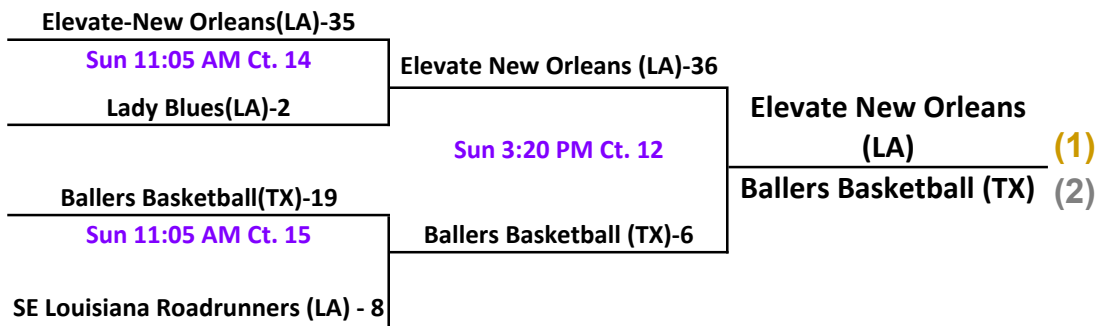 Elevate-New Orleans(LA)-35
Sun 11:05 AM Ct. 14
Lady Blues(LA)-2
Elevate New Orleans (LA)-36
Sun 3:20 PM Ct. 12
Ballers Basketball (TX)-6
Ballers Basketball(TX)-19
Sun 11:05 AM Ct. 15
SE Louisiana Roadrunners (LA) - 8
Elevate New Orleans
(LA) (1)
Ballers Basketball (TX) (2)